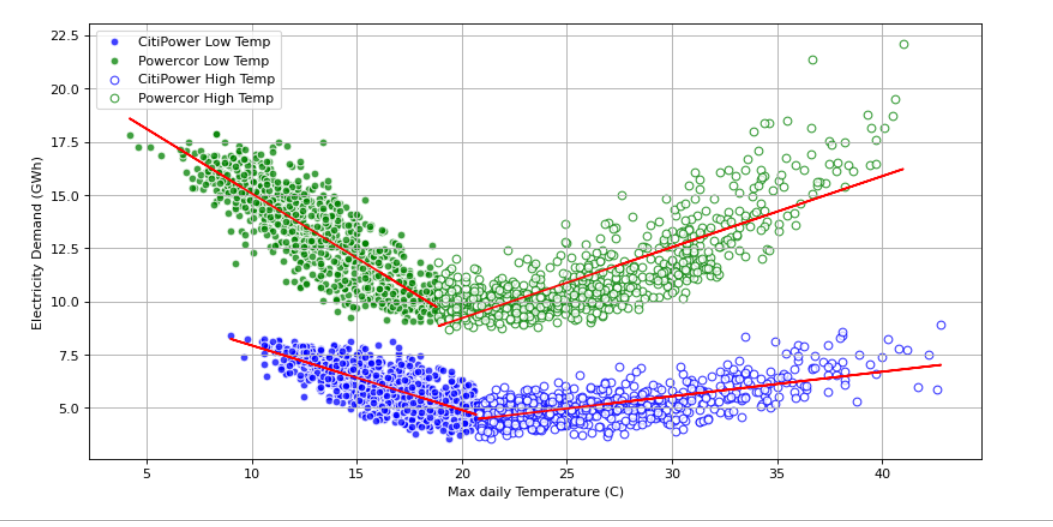 22.5
20.0
17.5
15.0
12.5
10.0
7.5
5.0
Electricity Demand (GWh)
CitiPower Low Temp
Powercor Low Temp
CitiPower High Temp
Powercor High Temp
5 10 15 20 25 30 35 40
Max daily Temperature (C)